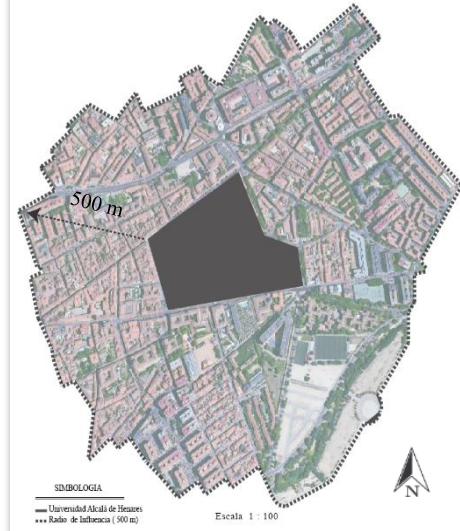 500 m
N
SIMBOLOGIA
Universidad Alcalá de Henares
Radio de Influencia ( 500 m)
Escala 1 : 100